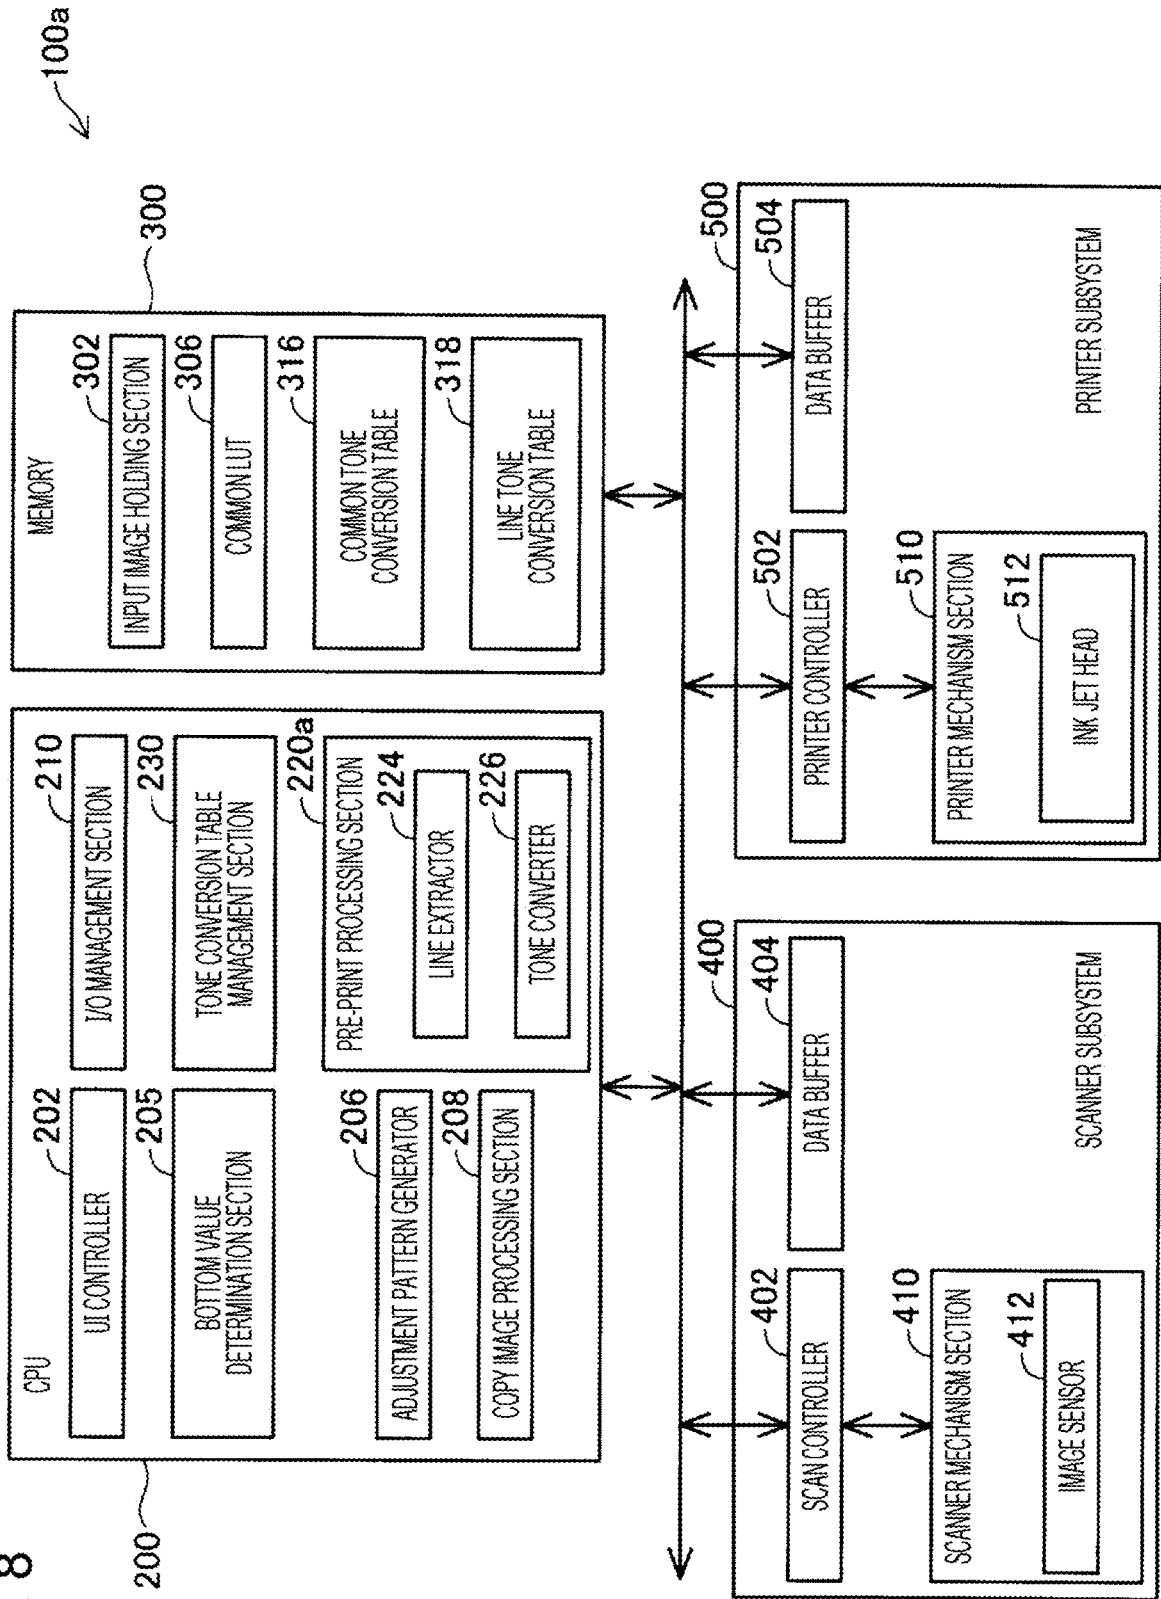 8
100a
200
CPU
202
UI CONTROLLER
210
I/O MANAGEMENT SECTION
205
BOTTOM VALUE
DETERMINATION SECTION
230
TONE CONVERSION TABLE
MANAGEMENT SECTION
206
ADJUSTMENT PATTERN GENERATOR
208
COPY IMAGE PROCESSING SECTION
220a
PRE-PRINT PROCESSING SECTION
224
LINE EXTRACTOR
226
TONE CONVERTER
300
MEMORY
302
INPUT IMAGE HOLDING SECTION
306
COMMON LUT
316
COMMON TONE
CONVERSION TABLE
318
LINE TONE
CONVERSION TABLE
400
402
SCAN CONTROLLER
404
DATA BUFFER
410
SCANNER MECHANISM SECTION
412
IMAGE SENSOR
SCANNER SUBSYSTEM
500
502
PRINTER CONTROLLER
504
DATA BUFFER
510
PRINTER MECHANISM SECTION
512
INK JET HEAD
PRINTER SUBSYSTEM